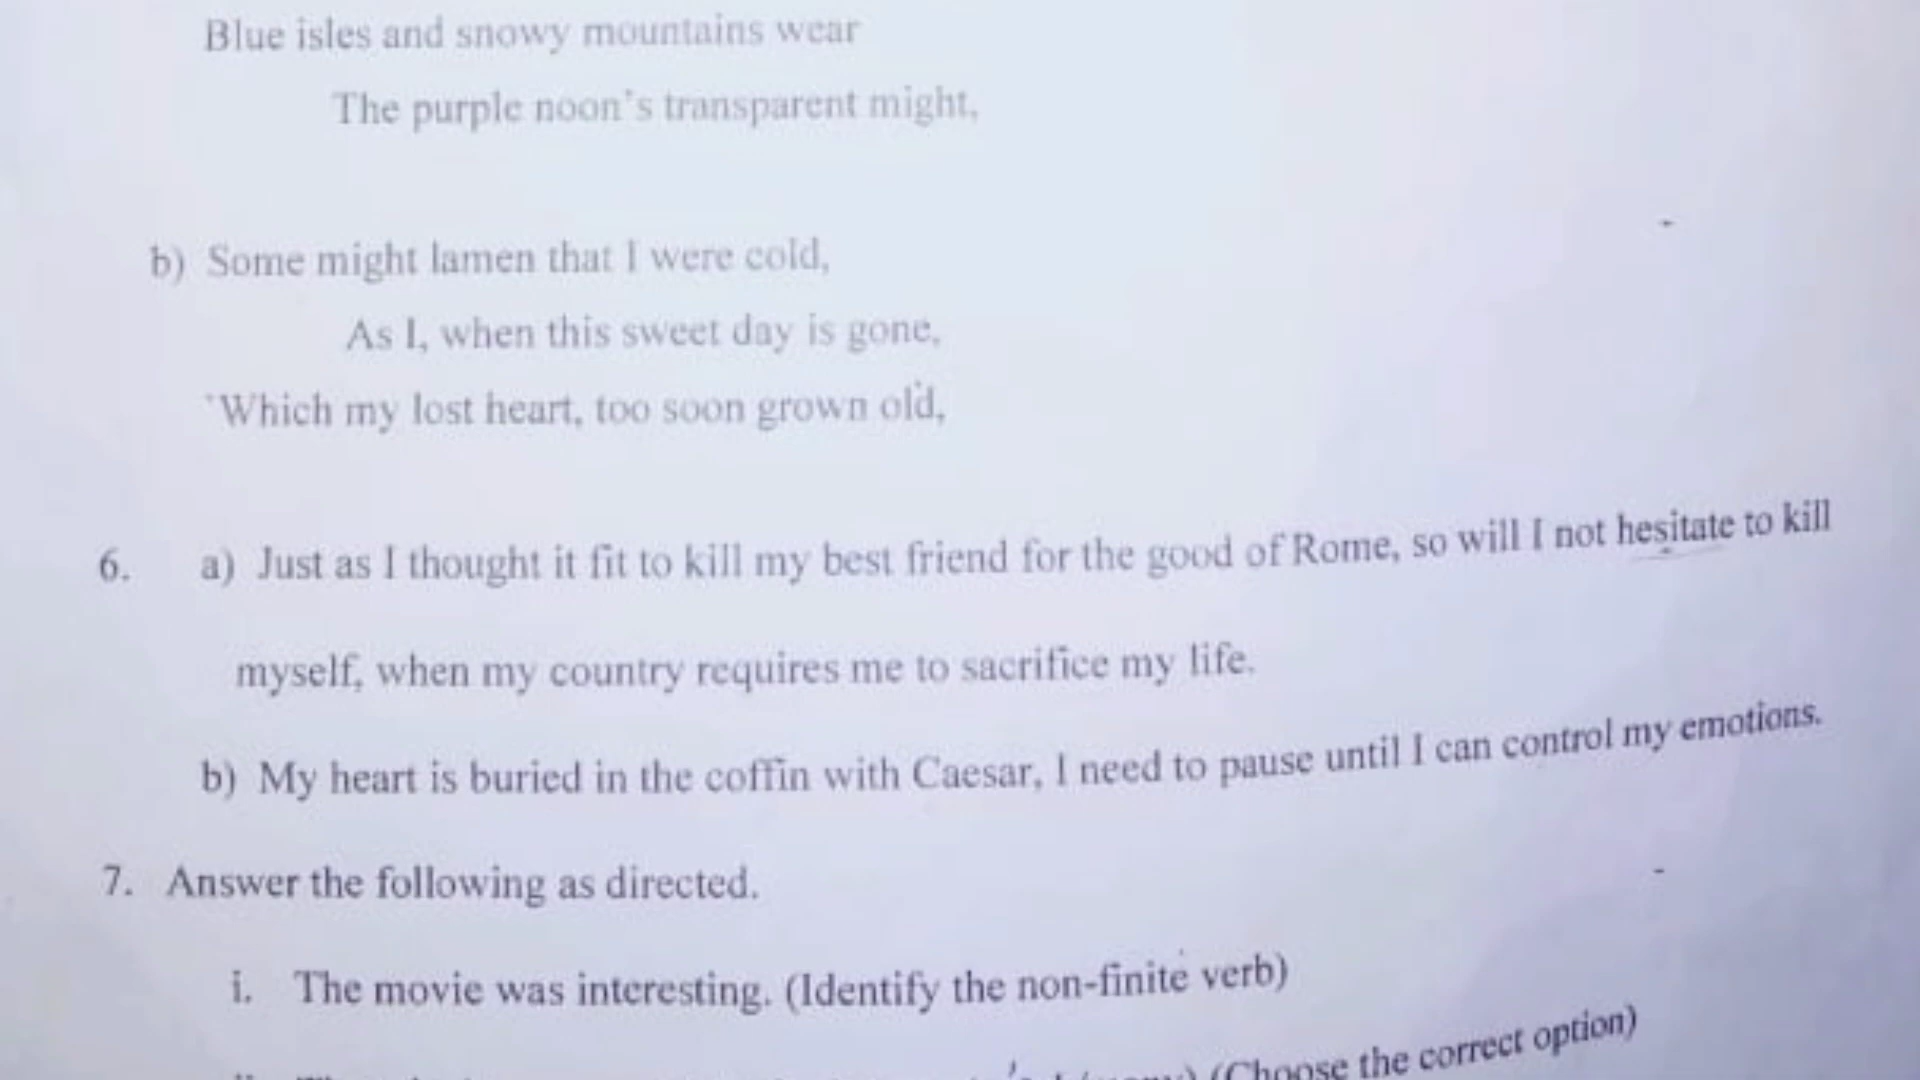 Blue isles and snowy mountains wear
The purple noon's transparent might,
b) Some might lamen that I were cold,
As I, when this sweet day is gone,
'Which my lost heart, too soon grown old,
6. a) Just as I thought it fit to kill my best friend for the good of Rome, so will I not hesitate to kill
myself, when my country requires me to sacrifice my life.
b) My heart is buried in the coffin with Caesar, I need to pause until I can control my emotions.
7. Answer the following as directed.
i. The movie was interesting. (Identify the non-finite verb)
(Choose the correct option)